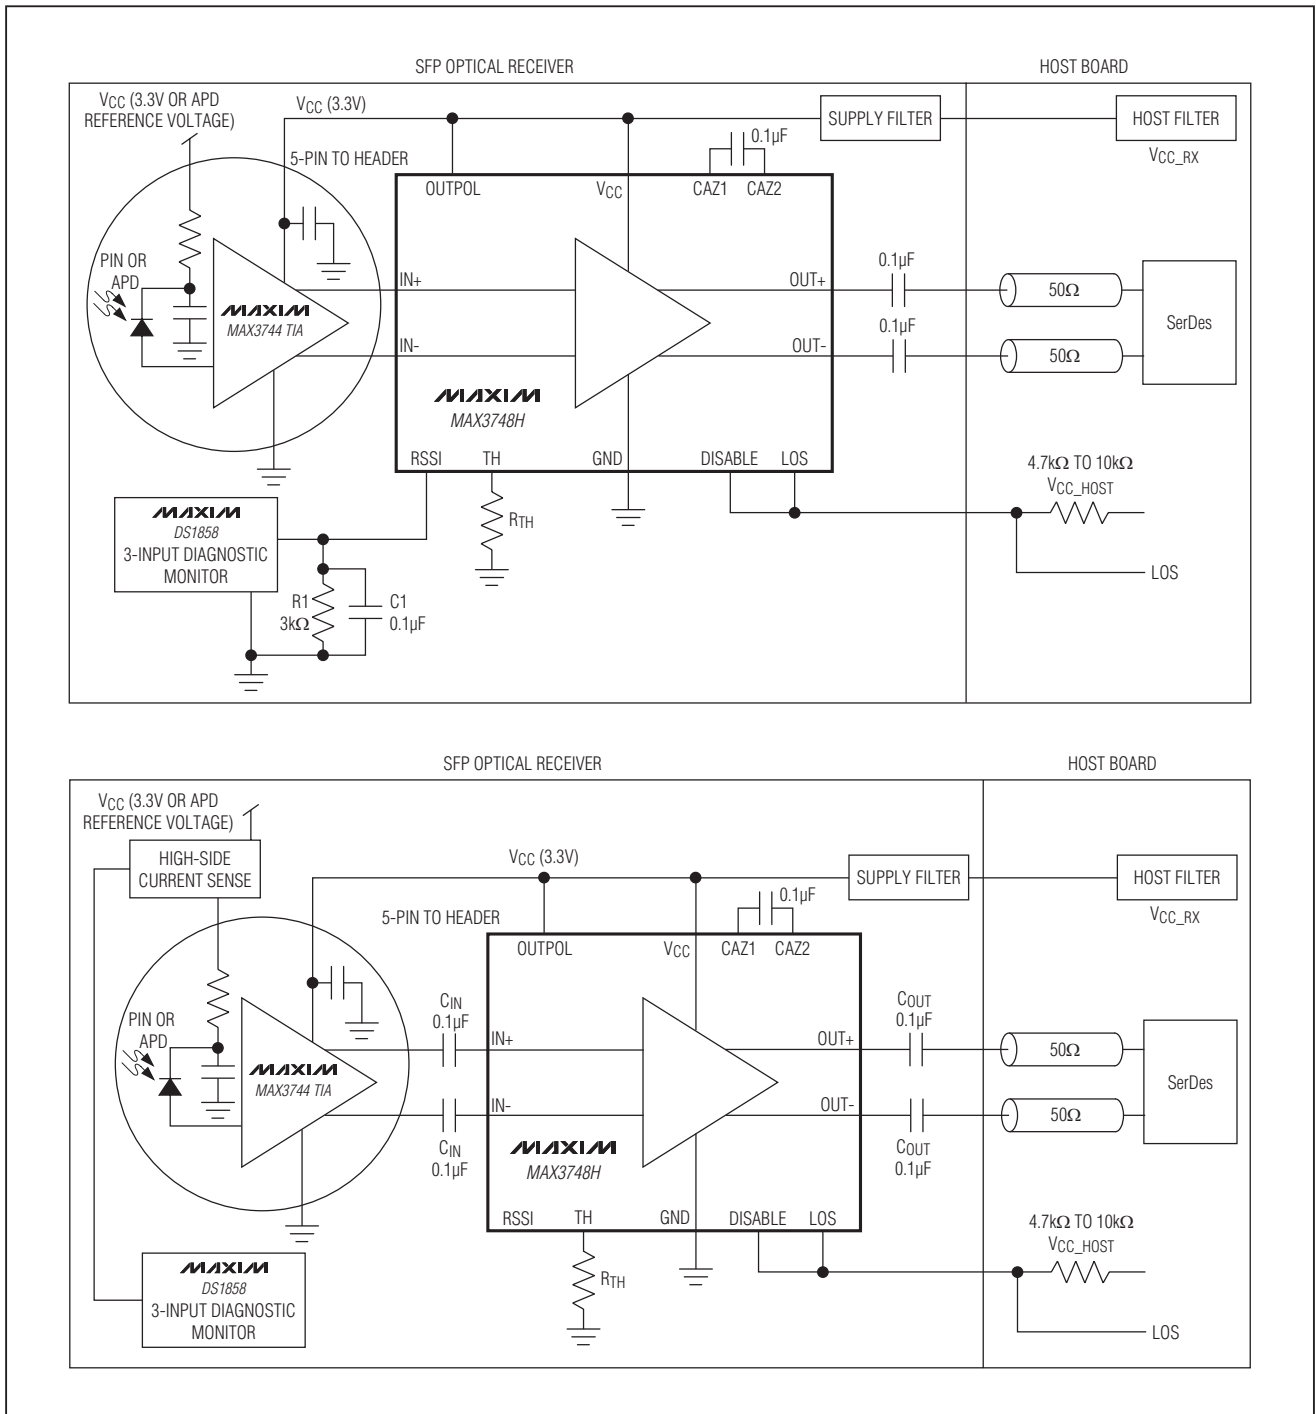 SFP OPTICAL RECEIVER
HOST BOARD
VCC (3.3V OR APD
REFERENCE VOLTAGE)
VCC (3.3V)
SUPPLY FILTER
HOST FILTER
VCC_RX
0.1µF
5-PIN TO HEADER
OUTPOL
VCC
CAZ1
CAZ2
PIN OR
APD
MAXIM
MAX3744 TIA
IN+
IN-
OUT+
OUT-
0.1µF
0.1µF
50Ω
50Ω
SerDes
MAXIM
MAX3748H
RSSI
TH
GND
DISABLE
LOS
4.7kΩ TO 10kΩ
VCC_HOST
LOS
RTH
MAXIM
DS1858
3-INPUT DIAGNOSTIC
MONITOR
R1
3kΩ
C1
0.1µF
SFP OPTICAL RECEIVER
HOST BOARD
VCC (3.3V OR APD
REFERENCE VOLTAGE)
HIGH-SIDE
CURRENT SENSE
VCC (3.3V)
SUPPLY FILTER
HOST FILTER
VCC_RX
0.1µF
5-PIN TO HEADER
OUTPOL
VCC
CAZ1
CAZ2
PIN OR
APD
MAXIM
MAX3744 TIA
CIN
0.1µF
CIN
0.1µF
IN+
IN-
OUT+
OUT-
COUT
0.1µF
COUT
0.1µF
50Ω
50Ω
SerDes
MAXIM
MAX3748H
RSSI
TH
GND
DISABLE
LOS
4.7kΩ TO 10kΩ
VCC_HOST
LOS
RTH
MAXIM
DS1858
3-INPUT DIAGNOSTIC
MONITOR